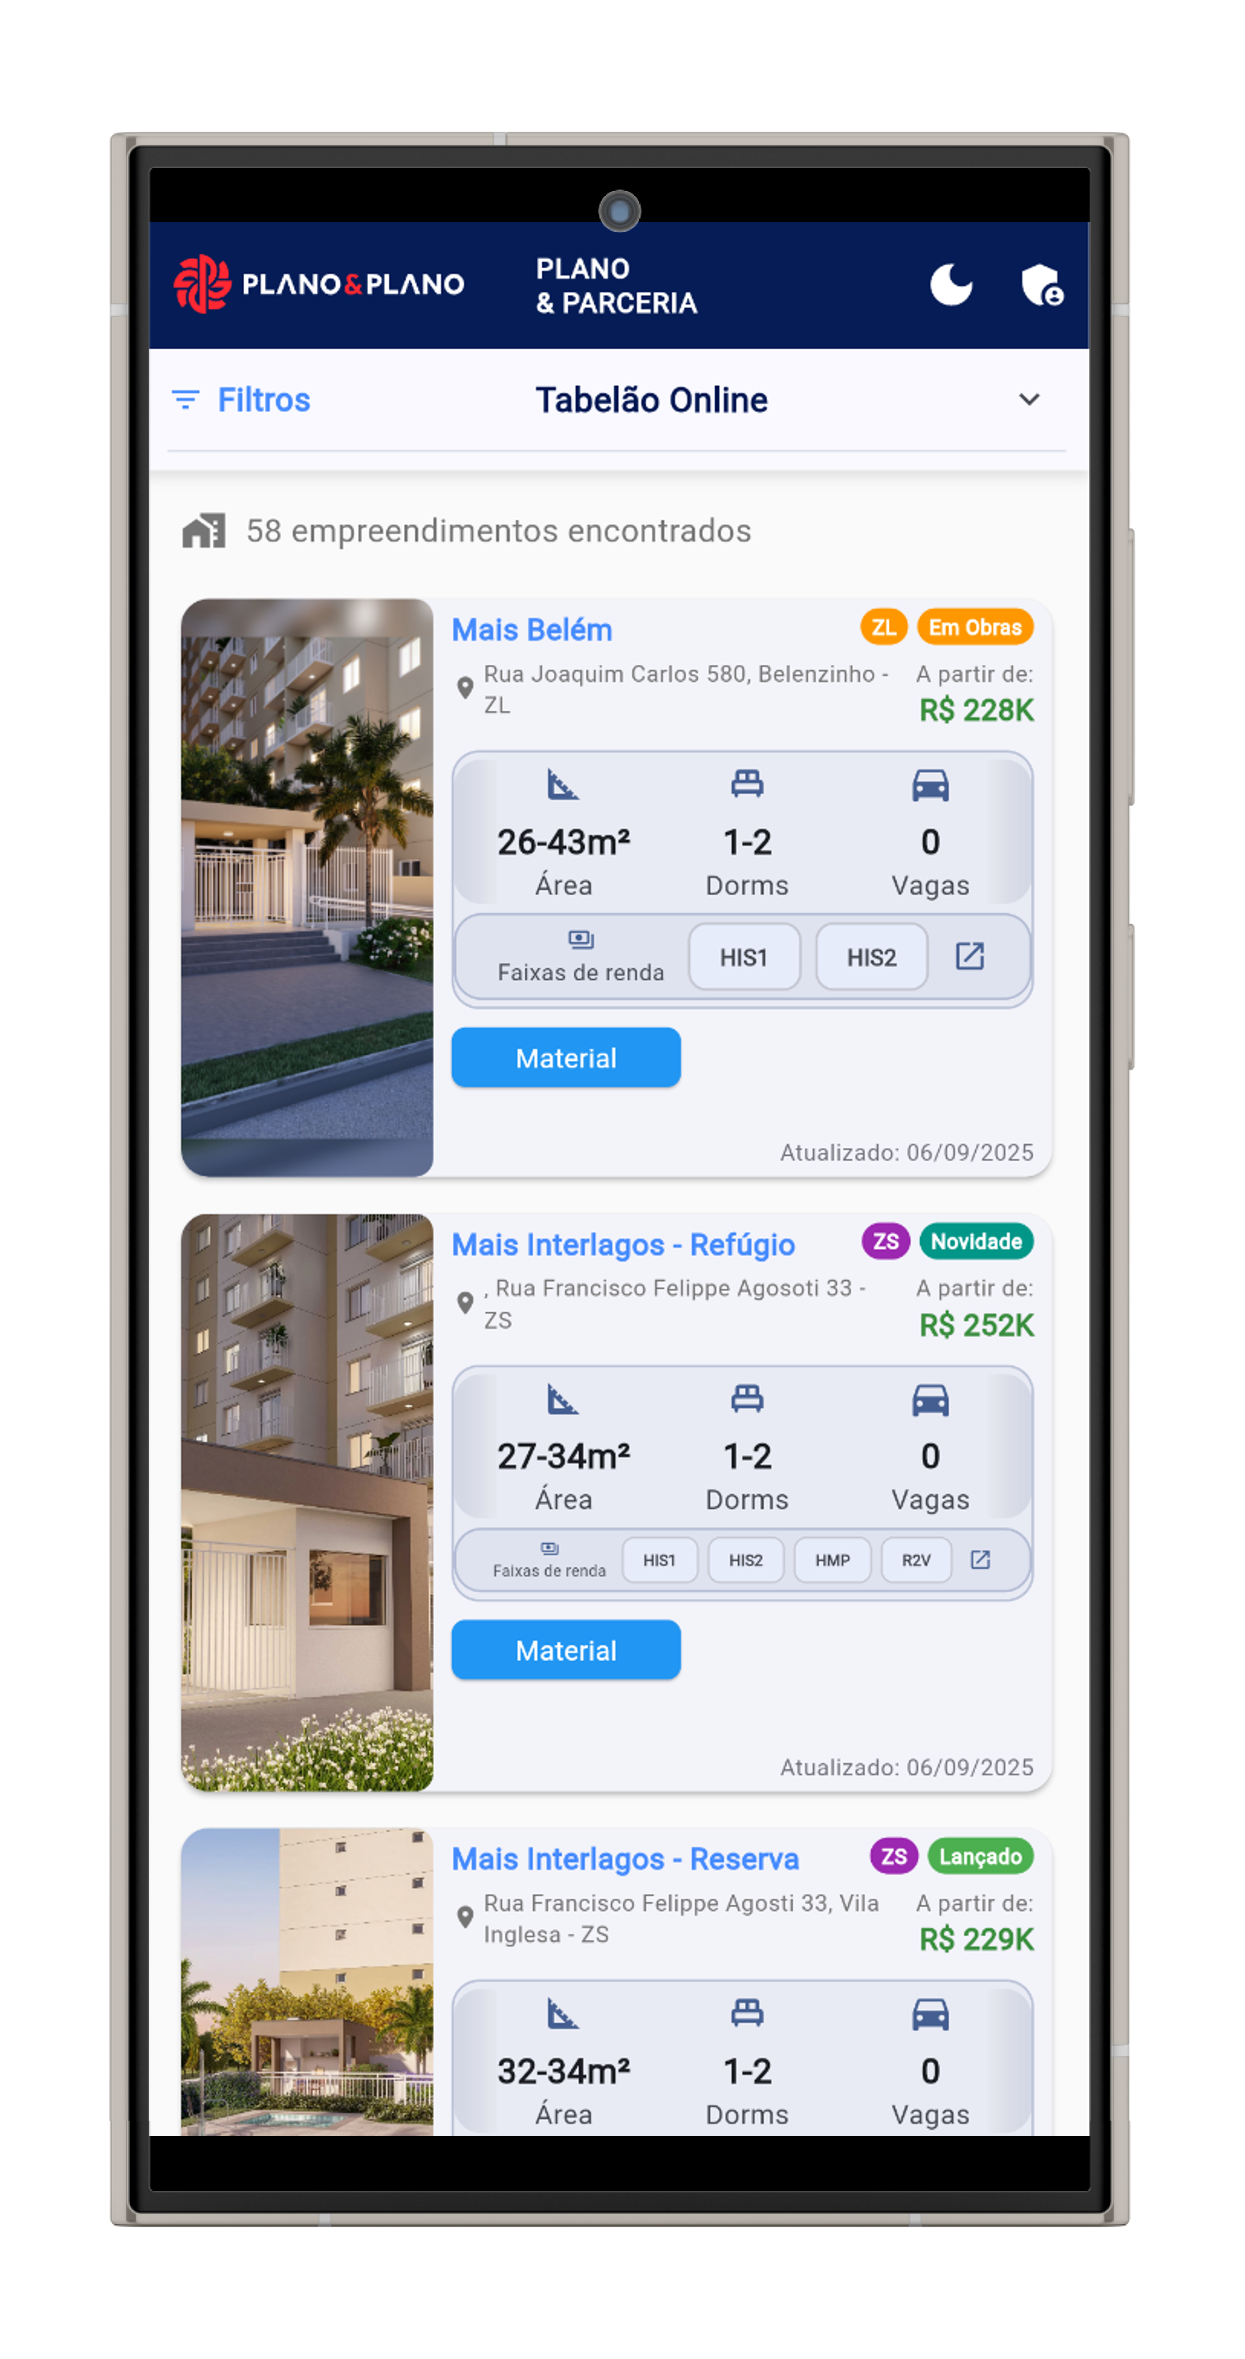 PLANO&PLANO
PLANO
& PARCERIA
Filtros
Tabelão Online
58 empreendimentos encontrados
Mais Belém
ZL
Em Obras
Rua Joaquim Carlos 580, Belenzinho -
ZL
A partir de:
R$ 228K
26-43m²
1-2
0
Área
Dorms
Vagas
Faixas de renda
HIS1
HIS2
Material
Atualizado: 06/09/2025
Mais Interlagos - Refúgio
ZS
Novidade
, Rua Francisco Felippe Agosoti 33 -
ZS
A partir de:
R$ 252K
27-34m²
1-2
0
Área
Dorms
Vagas
Faixas de renda
HIS1
HIS2
HMP
R2V
Material
Atualizado: 06/09/2025
Mais Interlagos - Reserva
ZS
Lançado
Rua Francisco Felippe Agosti 33, Vila
Inglesa - ZS
A partir de:
R$ 229K
32-34m²
1-2
0
Área
Dorms
Vagas